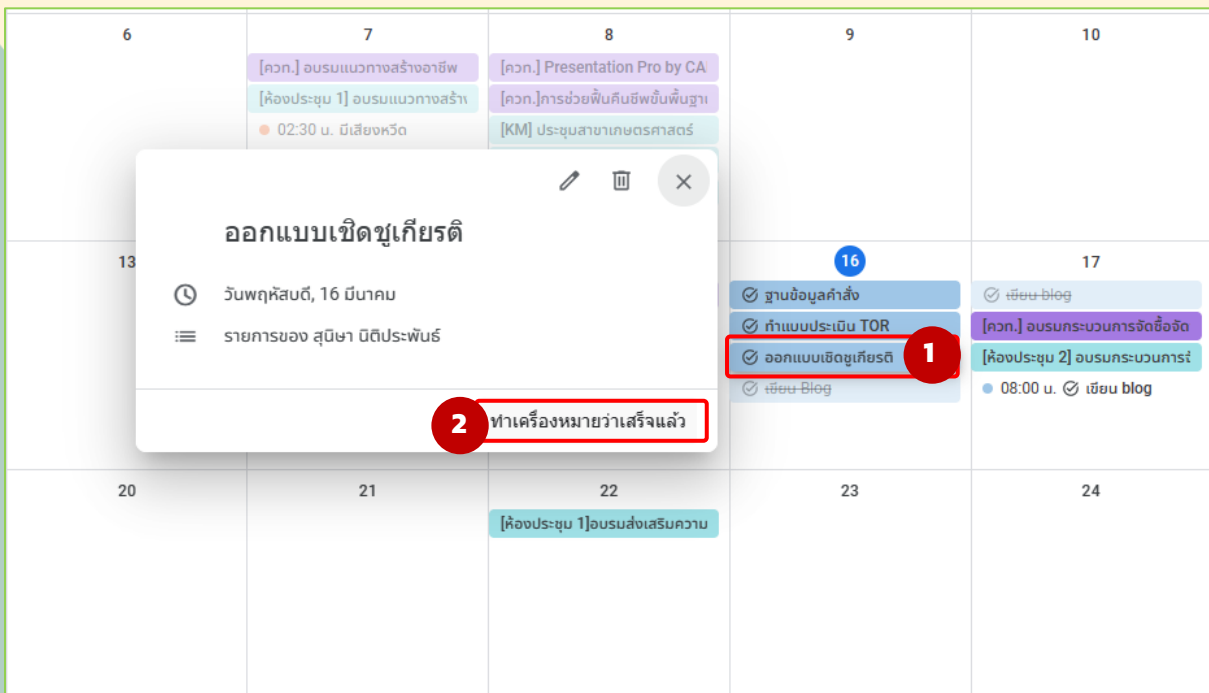 6
7
8
9
10
[ควท.] อบรมแนวทางสร้างอาชีพ
[ควท.] Presentation Pro by CA
[ห้องประชุม 1] อบรมแนวทางสร้าง
[ควท.]การช่วยฟื้นคืนชีพขั้นพื้นฐาน
02:30 น. มีเสียงหวีด
[KM] ประชุมสาขาเกษตรศาสตร์
ออกแบบเชิดชูเกียรติ
วันพฤหัสบดี, 16 มีนาคม
รายการของ สุนิษา นิติประพันธ์
2
ทำเครื่องหมายว่าเสร็จแล้ว
13
16
17
ฐานข้อมูลคำสั่ง
เขียน blog
ทำแบบประเมิน TOR
[ควท.] อบรมกระบวนการจัดซื้อจัด
ออกแบบเชิดชูเกียรติ
1
[ห้องประชุม 2] อบรมกระบวนการ
เขียน Blog
08:00 น. เขียน blog
20
21
22
23
24
[ห้องประชุม 1]อบรมส่งเสริมความ